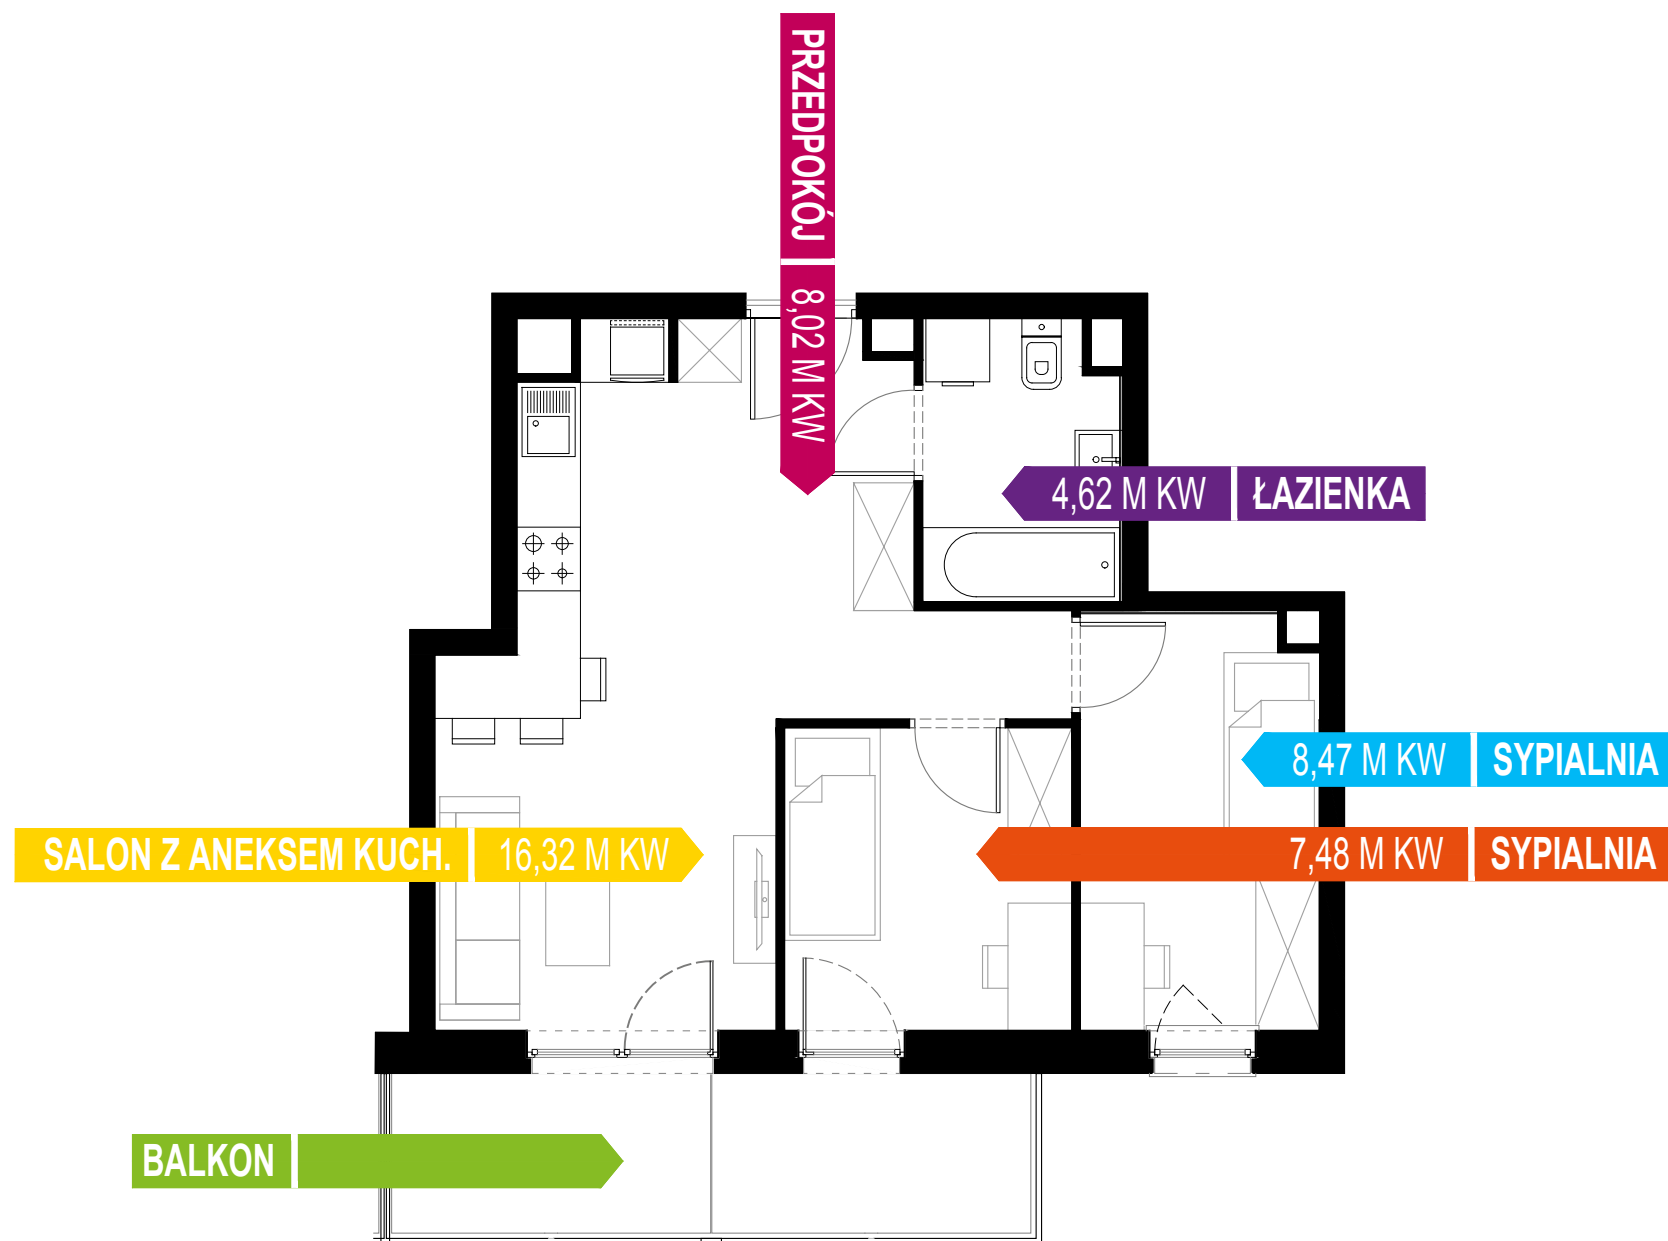 PRZEDPOKÓJ 8,02 M KW
4,62 M KW ŁAZIENKA
8,47 M KW SYPIALNIA
SALON Z ANEKSEM KUCH. 16,32 M KW
7,48 M KW SYPIALNIA
BALKON